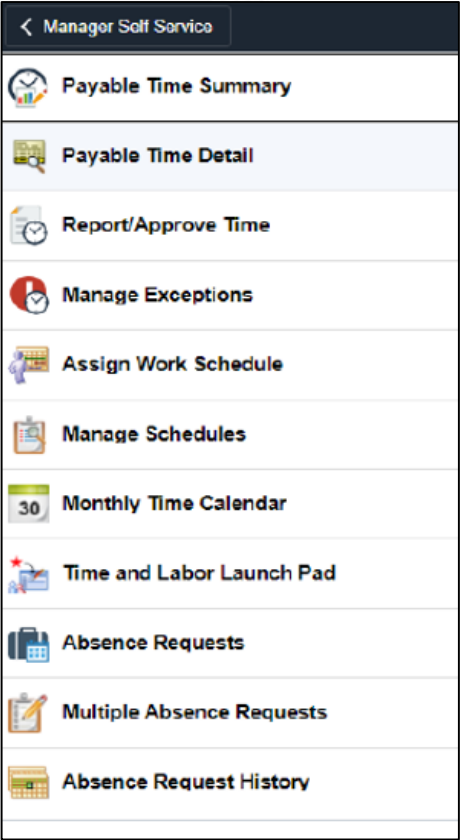 Manager Self Service
Payable Time Summary
Payable Time Detail
Report/Approve Time
Manage Exceptions
Assign Work Schedule
Manage Schedules
30
Monthly Time Calendar
Time and Labor Launch Pad
Absence Requests
Multiple Absence Requests
Absence Request History